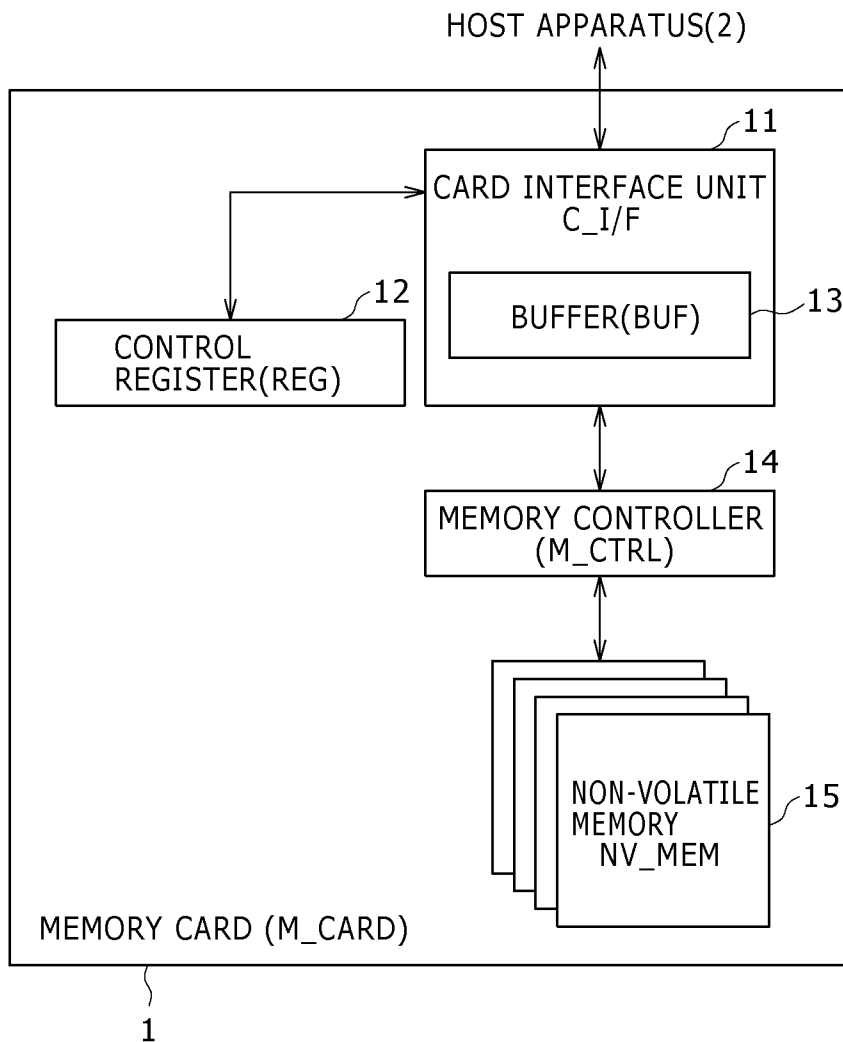 HOST APPARATUS(2)
11
CARD INTERFACE UNIT
C_I/F
12
BUFFER(BUF)
13
CONTROL
REGISTER(REG)
14
MEMORY CONTROLLER
(M_CTRL)
NON-VOLATILE
MEMORY
NV_MEM
15
MEMORY CARD (M_CARD)
1